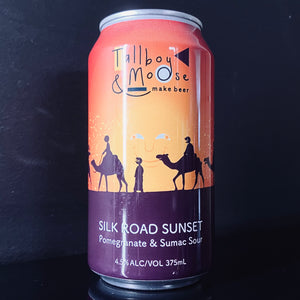 Tallboy
& Moose
make beer
SILK ROAD SUNSET
Pomegranate & Sumac Sour
4.5% ALC/VOL 375mL